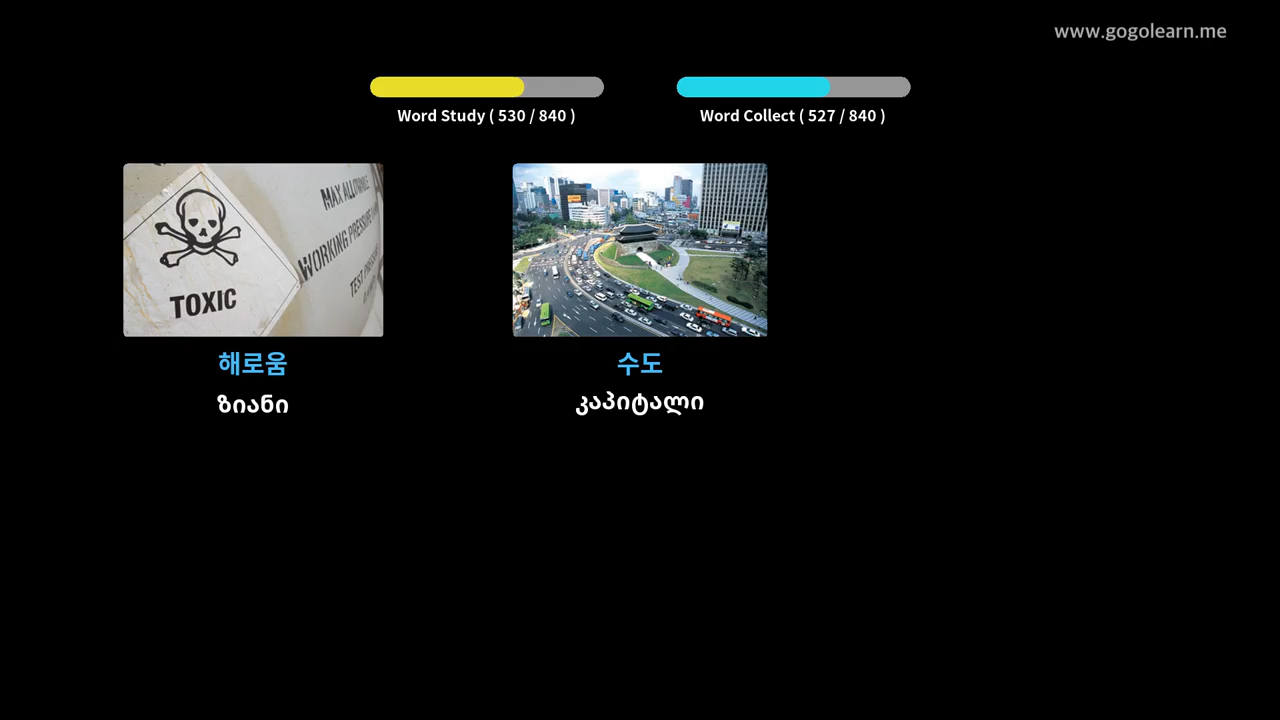 www.gogolearn.me
Word Study ( 530 / 840 )
Word Collect ( 527 / 840 )
TOXIC
MAX ALLOWABLE
WORKING PRESSURE
TEST
해로움
수도
ზიანი
კაპიტალი